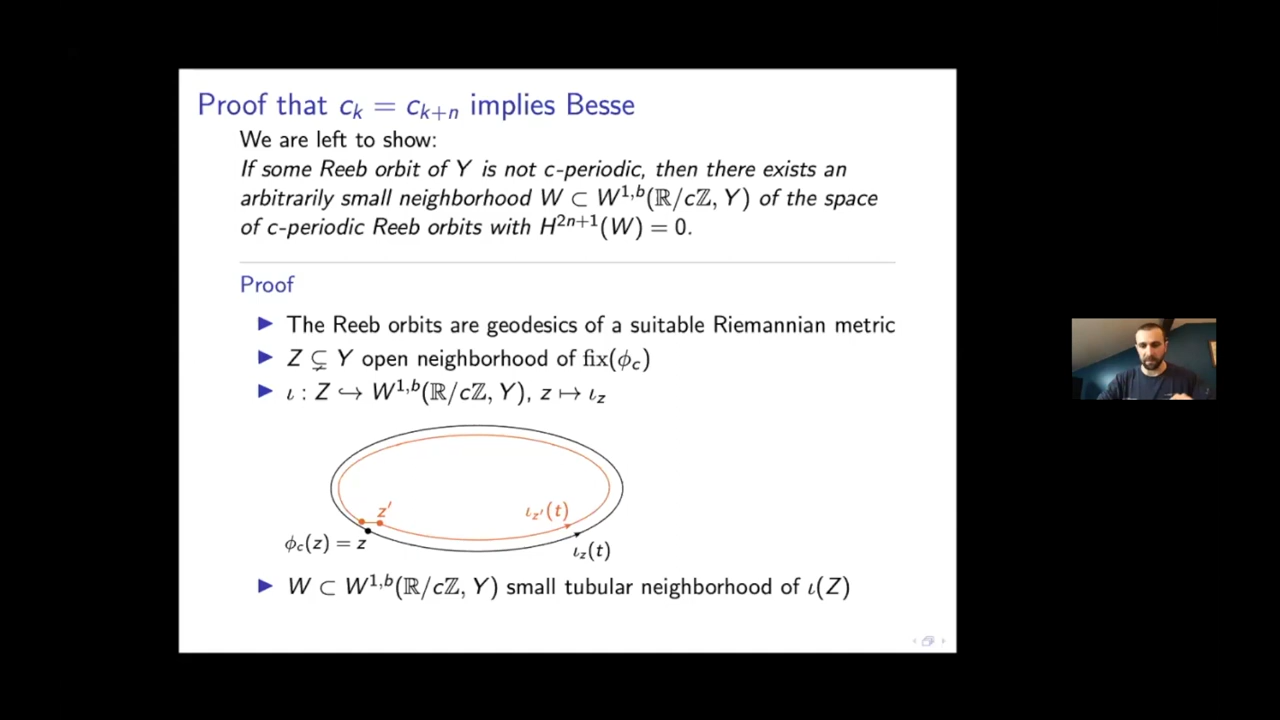 Proof that c_k = c_{k+n} implies Besse
We are left to show:
If some Reeb orbit of Y is not c-periodic, then there exists an
arbitrarily small neighborhood W ⊂ W^{1,b}(ℝ/cℤ, Y) of the space
of c-periodic Reeb orbits with H^{2n+1}(W) = 0.
Proof
▶ The Reeb orbits are geodesics of a suitable Riemannian metric
▶ Z ⊊ Y open neighborhood of fix(ϕ_c)
▶ ι : Z ↪ W^{1,b}(ℝ/cℤ, Y), z ↦ ι_z
z′
ι_{z′}(t)
ϕ_c(z) = z
ι_z(t)
▶ W ⊂ W^{1,b}(ℝ/cℤ, Y) small tubular neighborhood of ι(Z)